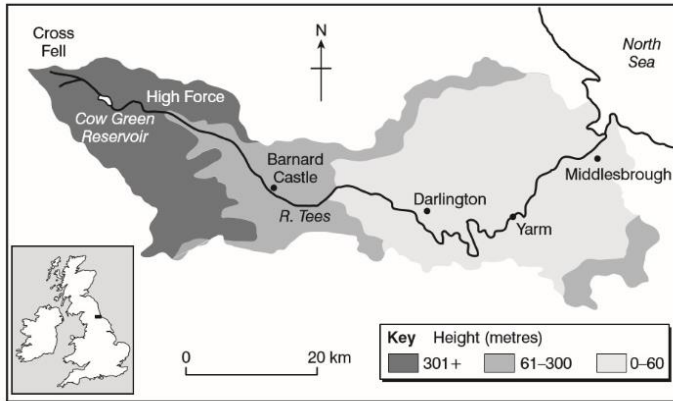 Cross
Fell
N
North
Sea
High Force
Cow Green
Reservoir
Barnard
Castle
R. Tees
Darlington
Yarm
Middlesbrough
0
20 km
Key Height (metres)
301+
61–300
0–60